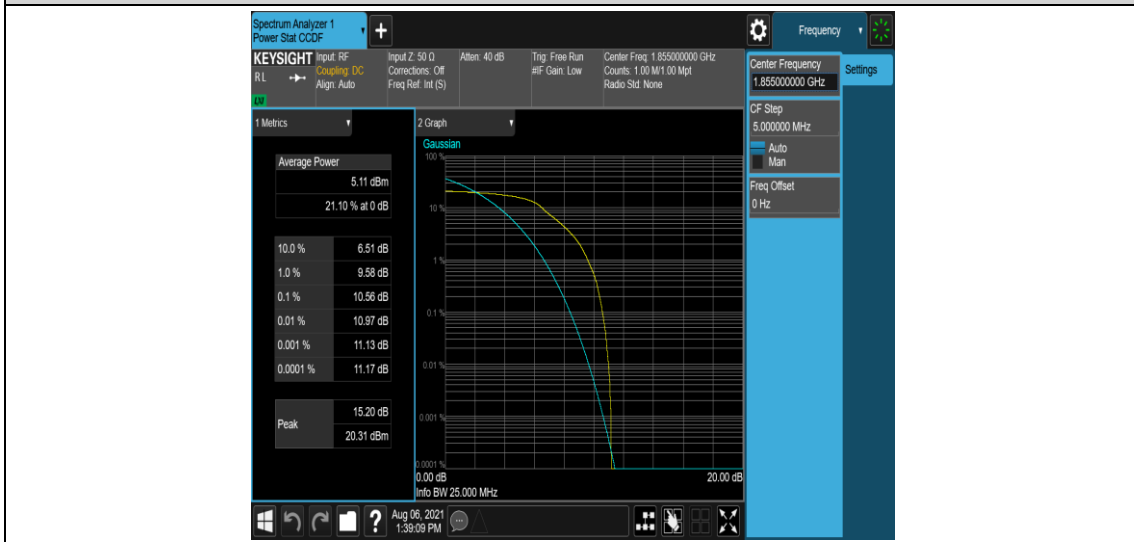 Spectrum Analyzer 1
Power Stat CCDF
+
Frequency
KEYSIGHT
RL
LXI
Input: RF
Coupling: DC
Align: Auto
Input Z: 50 Ω
Corrections: Off
Freq Ref: Int (S)
Atten: 40 dB
Trig: Free Run
#IF Gain: Low
Center Freq: 1.855000000 GHz
Counts: 1.00 M/1.00 Mpt
Radio Std: None
Center Frequency
1.855000000 GHz
Settings
CF Step
5.000000 MHz
Auto
Man
Freq Offset
0 Hz
1 Metrics
Average Power
5.11 dBm
21.10 % at 0 dB
10.0 % 6.51 dB
1.0 % 9.58 dB
0.1 % 10.56 dB
0.01 % 10.97 dB
0.001 % 11.13 dB
0.0001 % 11.17 dB
Peak
15.20 dB
20.31 dBm
2 Graph
Gaussian
100 %
10 %
1 %
0.1 %
0.01 %
0.001 %
0.0001 %
0.00 dB 20.00 dB
Info BW 25.000 MHz
?
Aug 06, 2021
1:39:09 PM